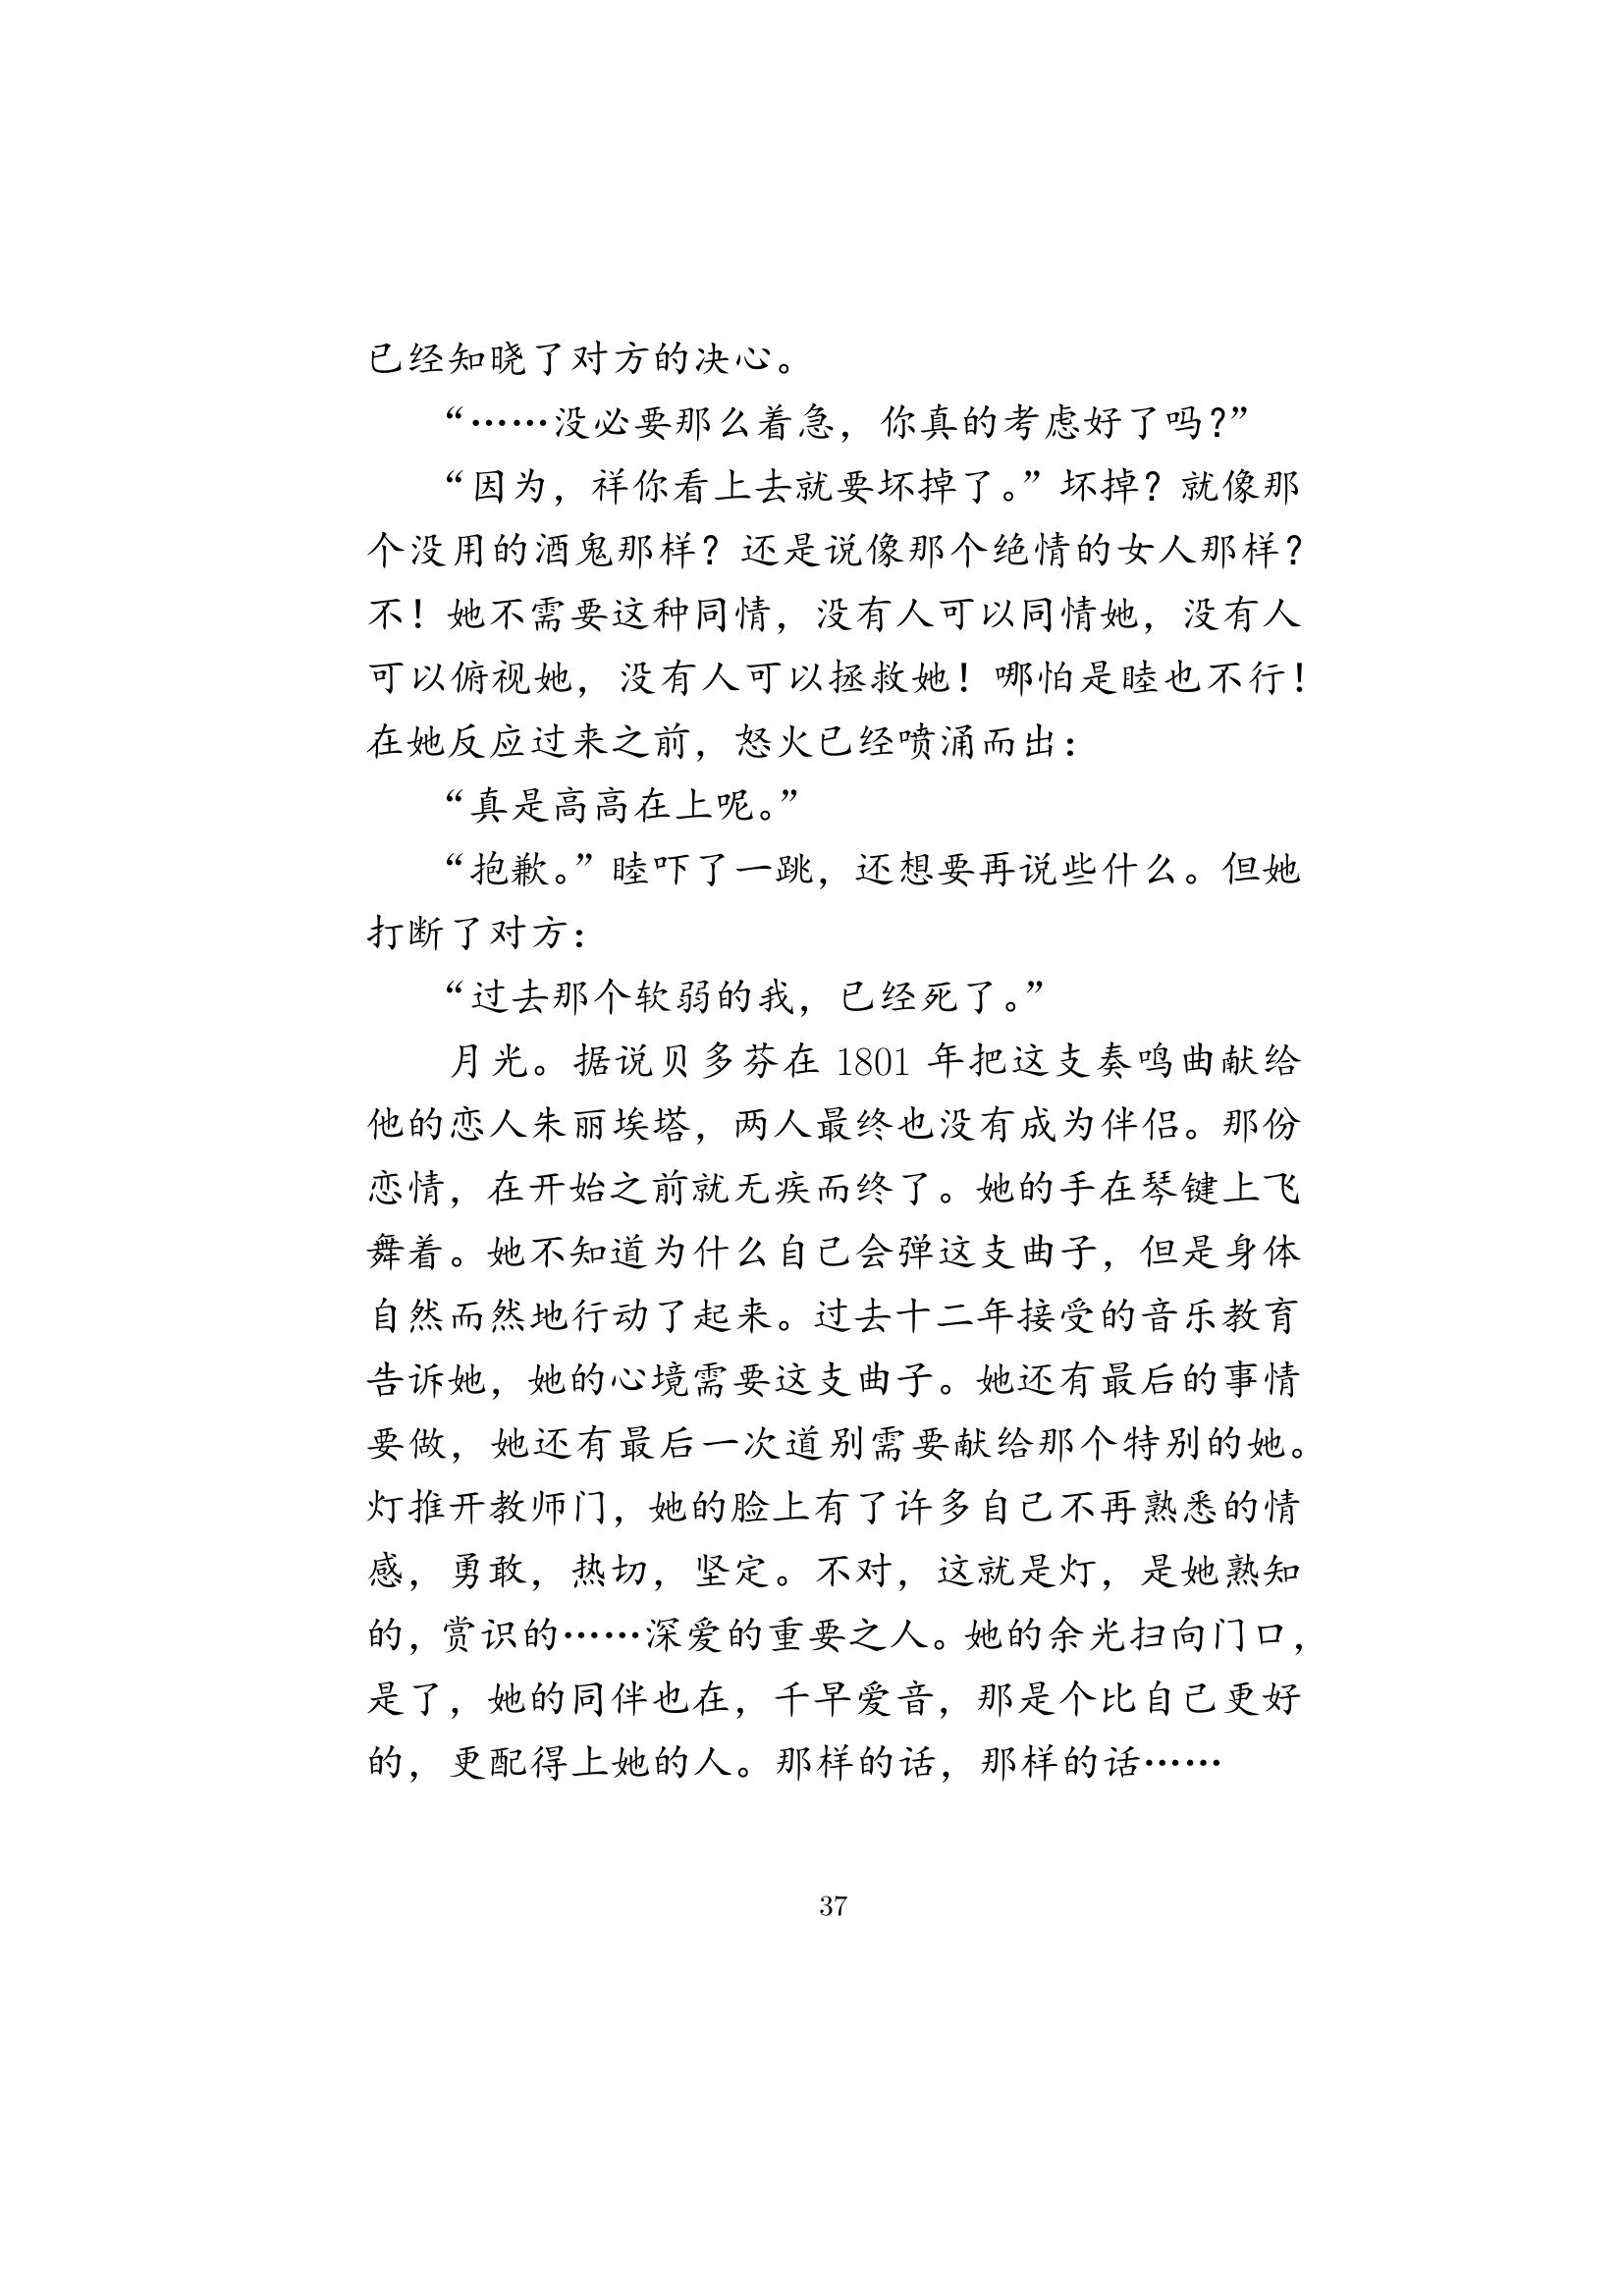 已经知晓了对方的决心。
“……没必要那么着急，你真的考虑好了吗？”
“因为，祥你看上去就要坏掉了。”坏掉？就像那
个没用的酒鬼那样？还是说像那个绝情的女人那样？
不！她不需要这种同情，没有人可以同情她，没有人
可以俯视她，没有人可以拯救她！哪怕是睦也不行！
在她反应过来之前，怒火已经喷涌而出：
“真是高高在上呢。”
“抱歉。”睦吓了一跳，还想要再说些什么。但她
打断了对方：
“过去那个软弱的我，已经死了。”
月光。据说贝多芬在 1801 年把这支奏鸣曲献给
他的恋人朱丽埃塔，两人最终也没有成为伴侣。那份
恋情，在开始之前就无疾而终了。她的手在琴键上飞
舞着。她不知道为什么自己会弹这支曲子，但是身体
自然而然地行动了起来。过去十二年接受的音乐教育
告诉她，她的心境需要这支曲子。她还有最后的事情
要做，她还有最后一次道别需要献给那个特别的她。
灯推开教师门，她的脸上有了许多自己不再熟悉的情
感，勇敢，热切，坚定。不对，这就是灯，是她熟知
的，赏识的……深爱的重要之人。她的余光扫向门口，
是了，她的同伴也在，千早爱音，那是个比自己更好
的，更配得上她的人。那样的话，那样的话……
37